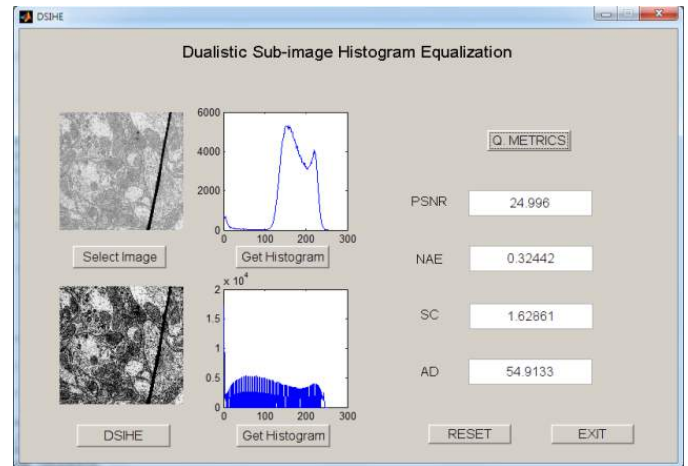 DSIHE
Dualistic Sub-image Histogram Equalization
6000
4000
2000
0
0 100 200 300
Select Image
Get Histogram
x 10^4
2
1.5
1
0.5
0
0 100 200 300
DSIHE
Get Histogram
Q. METRICS
PSNR 24.996
NAE 0.32442
SC 1.62861
AD 54.9133
RESET
EXIT